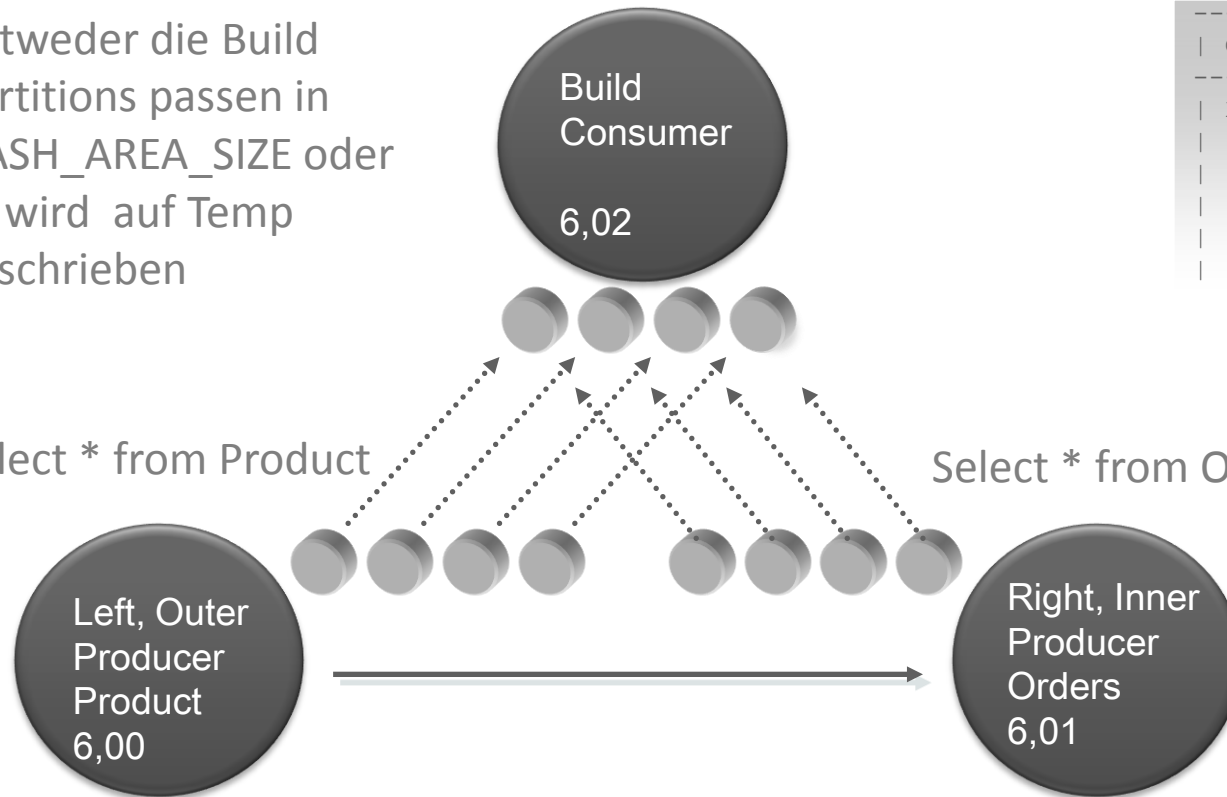 tweder die Build
rtitions passen in
ASH_AREA_SIZE oder
wird auf Temp
schrieben
Build
Consumer
6,02
lect * from Product
Select * from O
Left, Outer
Producer
Product
6,00
Right, Inner
Producer
Orders
6,01